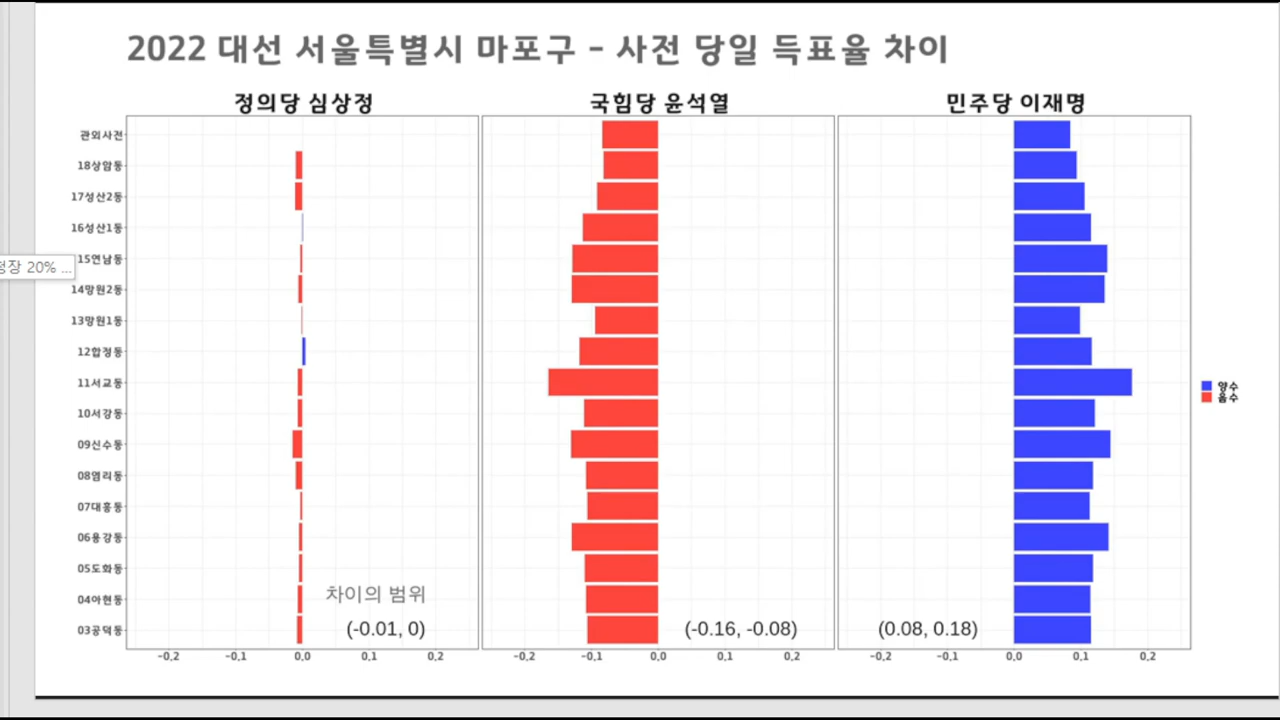 2022 대선 서울특별시 마포구 - 사전 당일 득표율 차이
정의당 심상정
국힘당 윤석열
민주당 이재명
관외사전
18상암동
17성산2동
16성산1동
15연남동
14망원2동
13망원1동
12합정동
11서교동
10서강동
09신수동
08염리동
07대흥동
06용강동
05도화동
04아현동
03공덕동
정장 20% ...
차이의 범위
(-0.01, 0)
(-0.16, -0.08)
(0.08, 0.18)
-0.2 -0.1 0.0 0.1 0.2
-0.2 -0.1 0.0 0.1 0.2
-0.2 -0.1 0.0 0.1 0.2
양수
음수